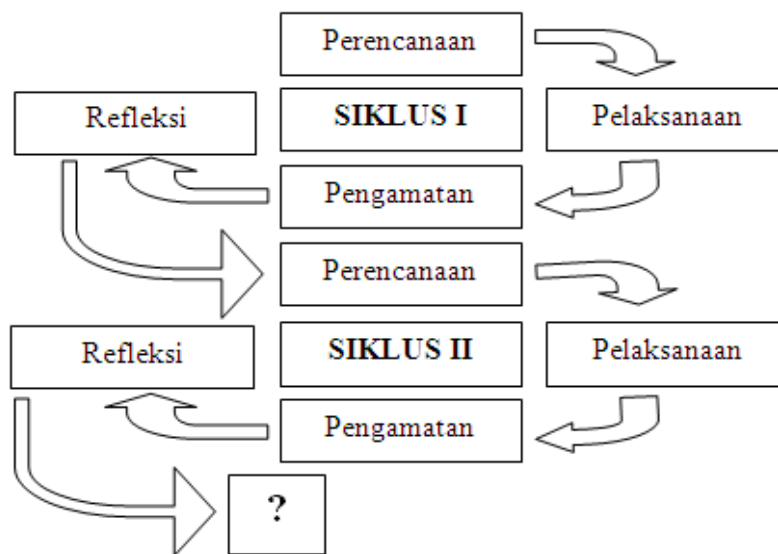 Perencanaan
Refleksi
SIKLUS I
Pelaksanaan
Pengamatan
Perencanaan
Refleksi
SIKLUS II
Pelaksanaan
Pengamatan
?